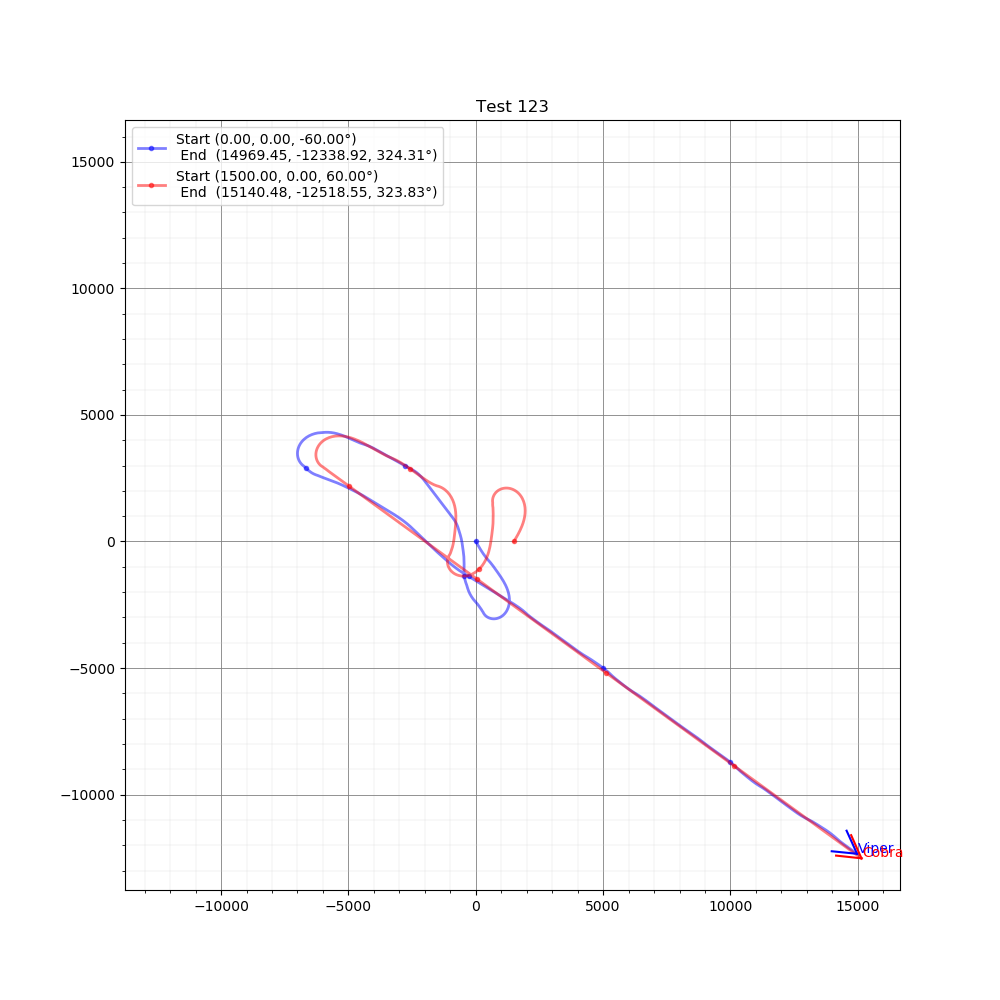 Test 123
Start (0.00, 0.00, -60.00°)
End  (14969.45, -12338.92, 324.31°)
Start (1500.00, 0.00, 60.00°)
End  (15140.48, -12518.55, 323.83°)
15000
10000
5000
0
−5000
−10000
Viper
Cobra
−10000
−5000
0
5000
10000
15000